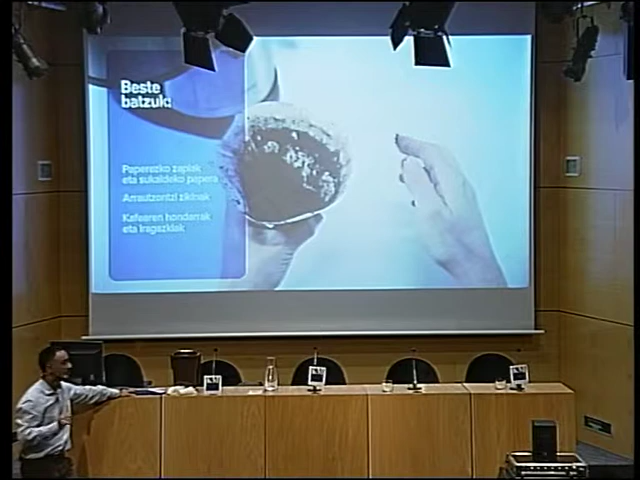 Beste
batzuk:
Paperezko zapiak
eta sukaldeko papera
Arrautzontzi zikinak
Kafearen hondarrak
eta iragazkiak